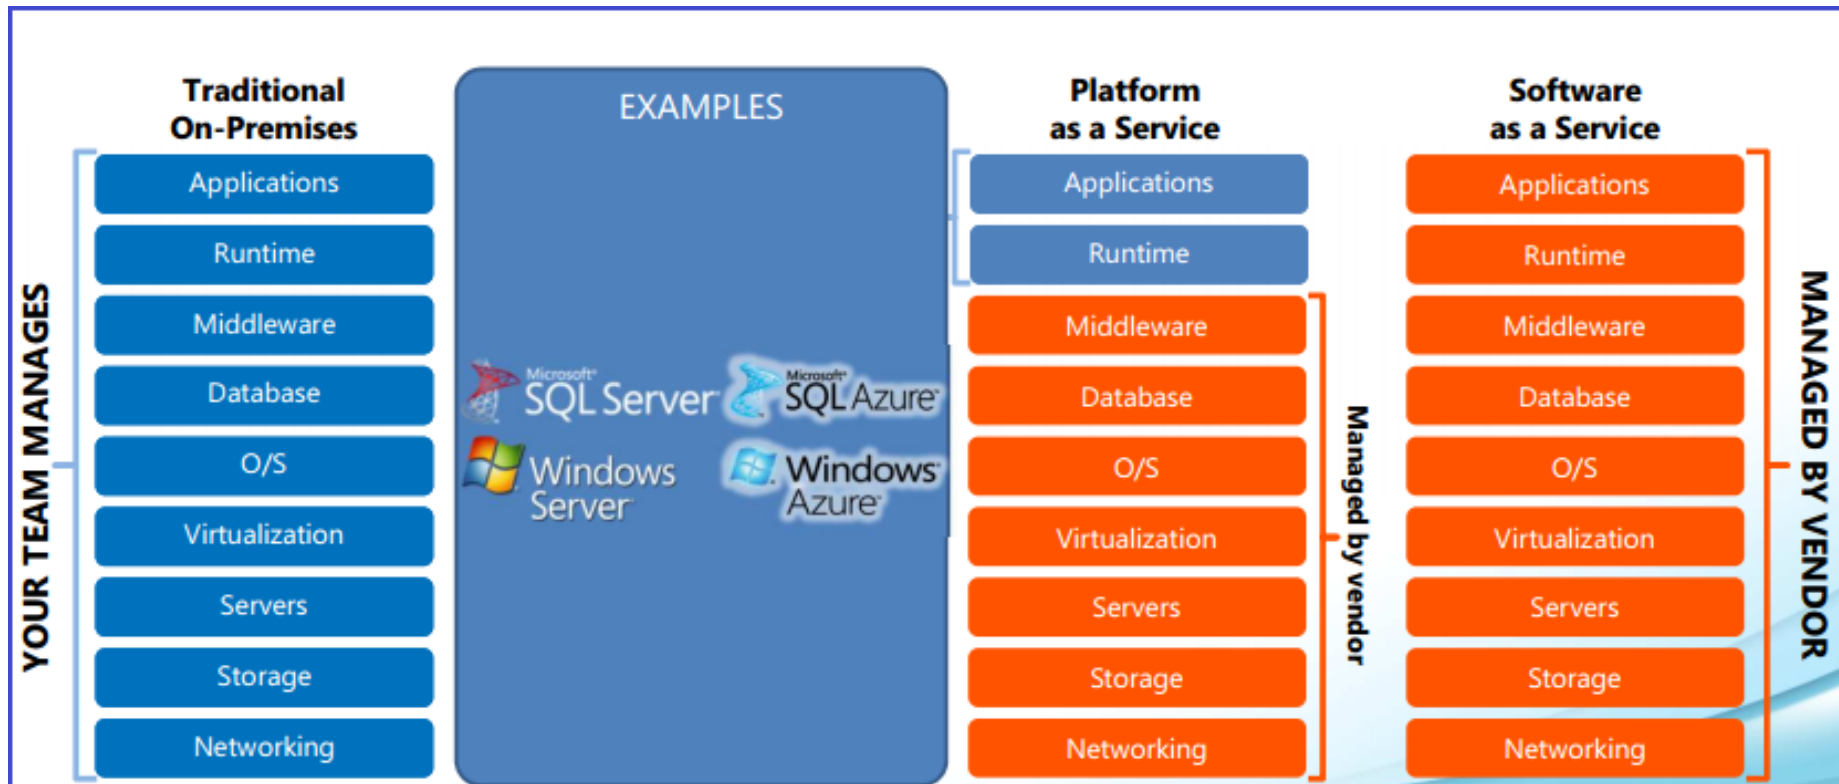 YOUR TEAM MANAGES
Traditional
On-Premises
Applications
Runtime
Middleware
Database
O/S
Virtualization
Servers
Storage
Networking
EXAMPLES
Microsoft®
SQL Server
Microsoft®
SQL Azure
Windows
Server
Windows
Azure
Platform
as a Service
Applications
Runtime
Middleware
Database
O/S
Virtualization
Servers
Storage
Networking
Managed by vendor
Software
as a Service
Applications
Runtime
Middleware
Database
O/S
Virtualization
Servers
Storage
Networking
MANAGED BY VENDOR